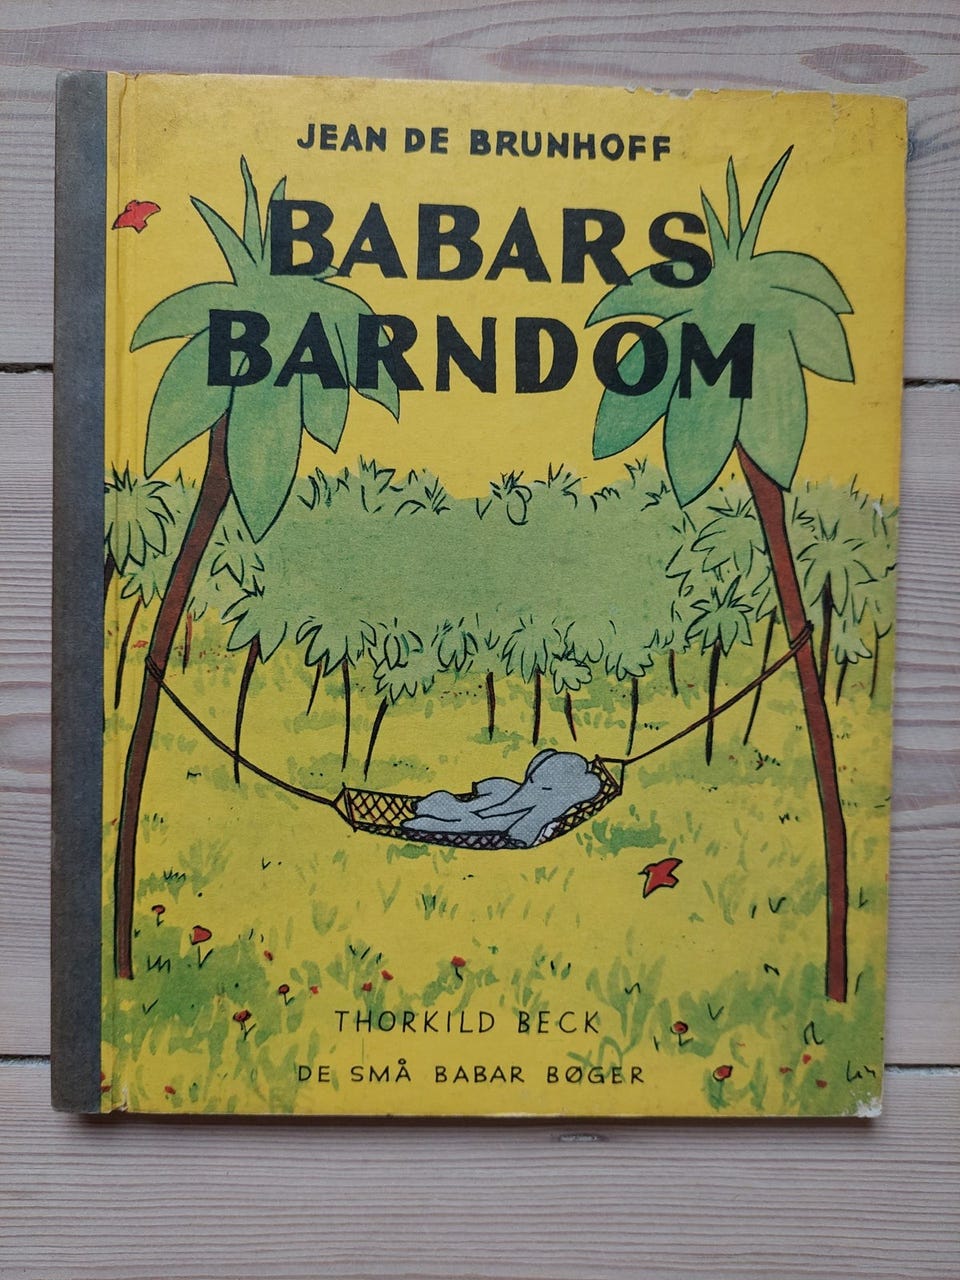 JEAN DE BRUNHOFF
BABARS
BARNDOM
THORKILD BECK
DE SMÅ BABAR BØGER